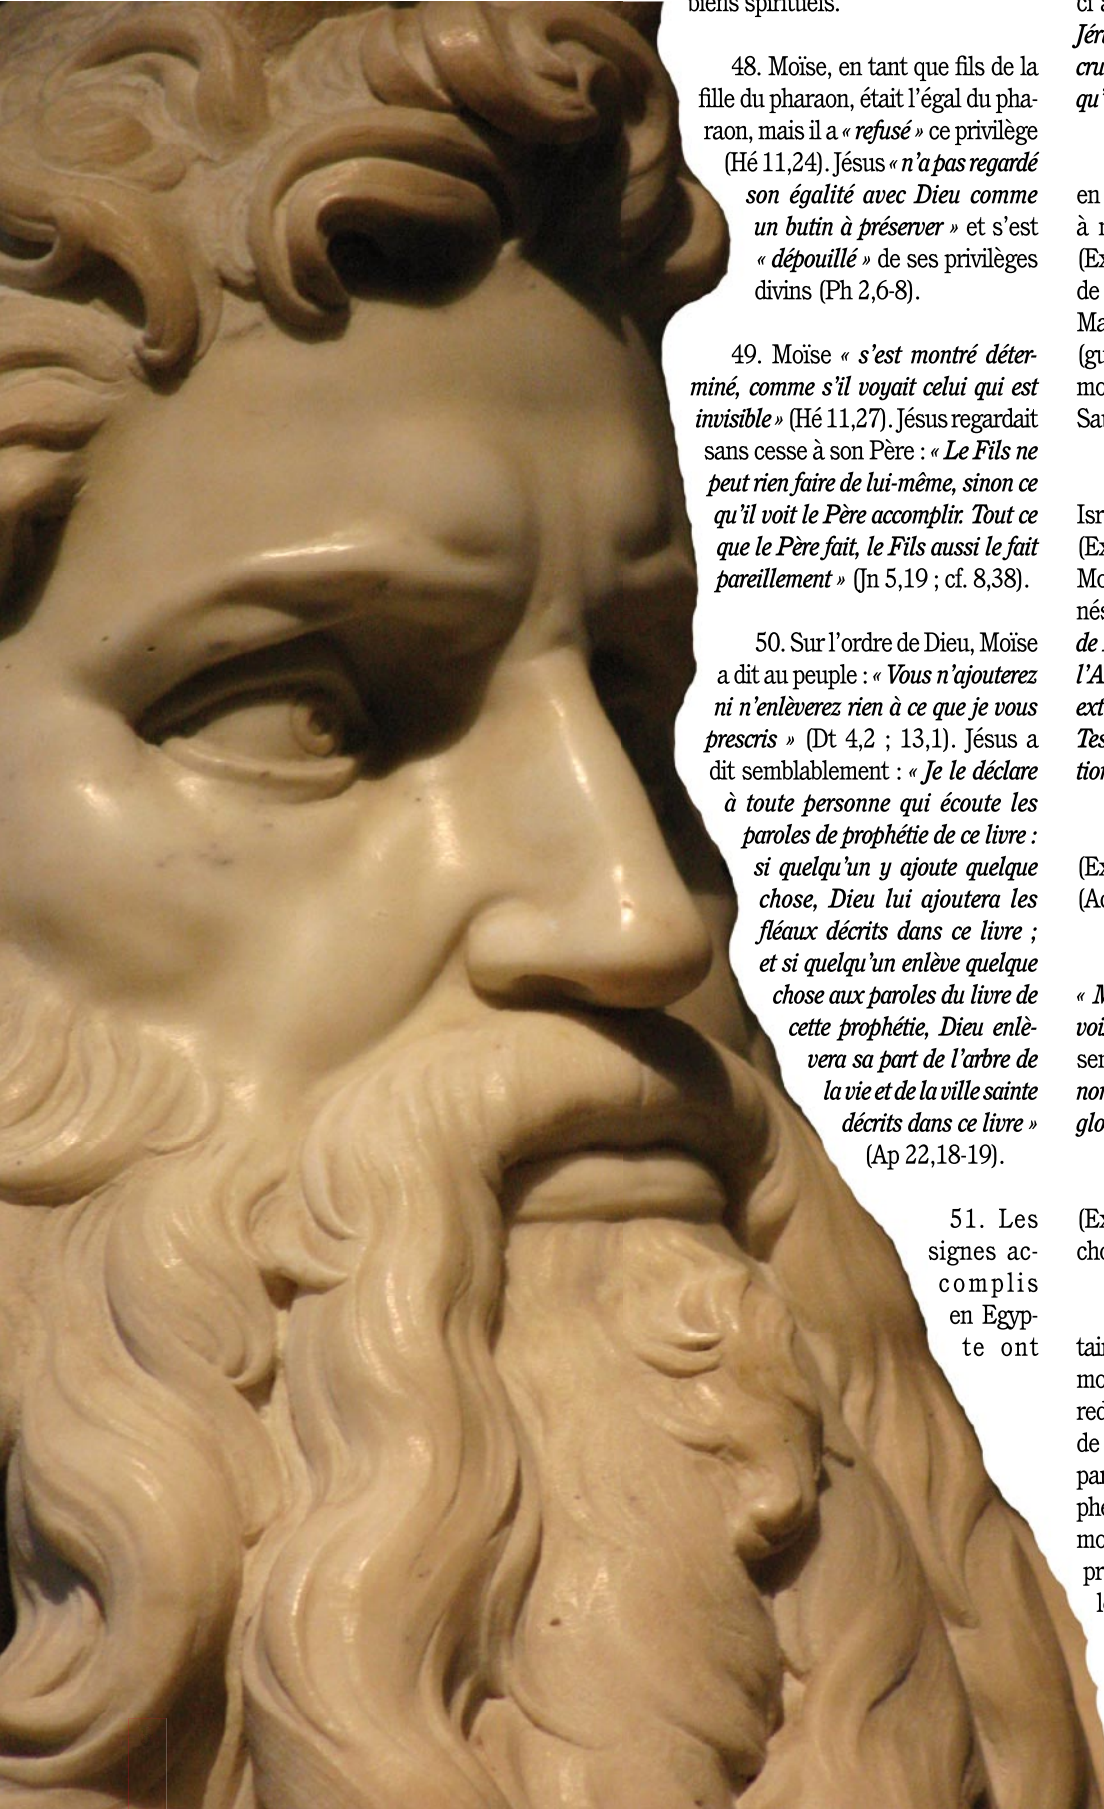 biens spirituels.
48. Moïse, en tant que fils de la
fille du pharaon, était l'égal du pha-
raon, mais il a « refusé » ce privilège
(Hé 11,24). Jésus « n'a pas regardé
son égalité avec Dieu comme
un butin à préserver » et s'est
« dépouillé » de ses privilèges
divins (Ph 2,6-8).
49. Moïse « s'est montré déter-
miné, comme s'il voyait celui qui est
invisible » (Hé 11,27). Jésus regardait
sans cesse à son Père : « Le Fils ne
peut rien faire de lui-même, sinon ce
qu'il voit le Père accomplir. Tout ce
que le Père fait, le Fils aussi le fait
pareillement » (Jn 5,19 ; cf. 8,38).
50. Sur l'ordre de Dieu, Moïse
a dit au peuple : « Vous n'ajouterez
ni n'enlèverez rien à ce que je vous
prescris » (Dt 4,2 ; 13,1). Jésus a
dit semblablement : « Je le déclare
à toute personne qui écoute les
paroles de prophétie de ce livre :
si quelqu'un y ajoute quelque
chose, Dieu lui ajoutera les
fléaux décrits dans ce livre ;
et si quelqu'un enlève quelque
chose aux paroles du livre de
cette prophétie, Dieu enlè-
vera sa part de l'arbre de
la vie et de la ville sainte
décrits dans ce livre »
(Ap 22,18-19).
51. Les
signes ac-
complis
en Egyp-
te ont
en
à
de
de
l'A
« M
de